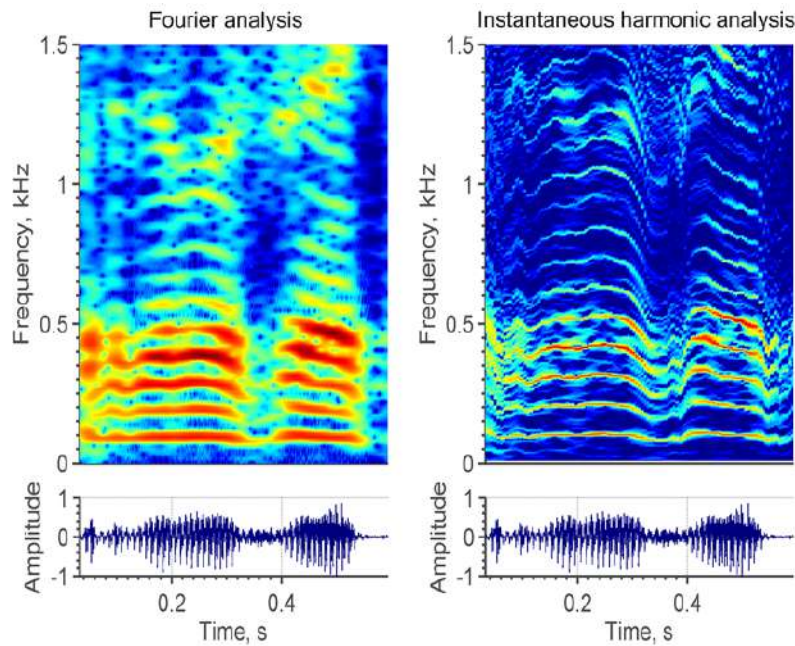 Fourier analysis
Instantaneous harmonic analysis
1.5
1
0.5
0
Frequency, kHz
1.5
1
0.5
0
Frequency, kHz
1
0
-1
Amplitude
0.2
0.4
Time, s
1
0
-1
Amplitude
0.2
0.4
Time, s